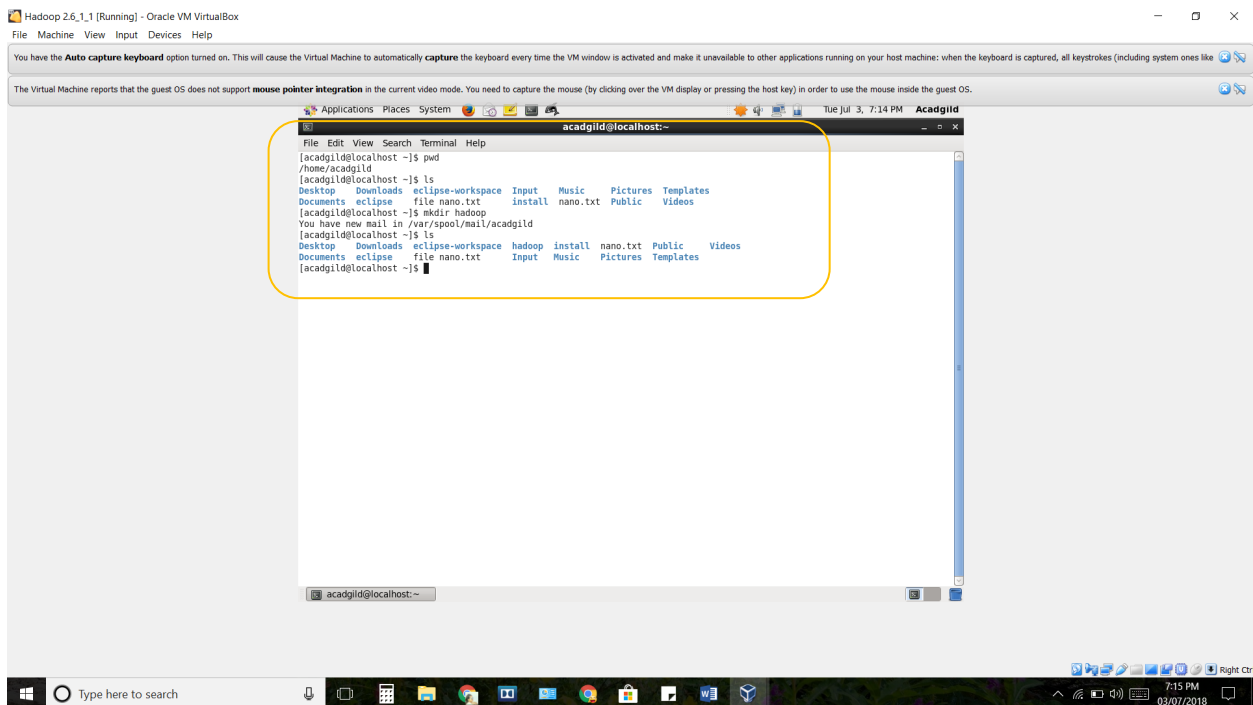 Hadoop 2.6_1_1 [Running] - Oracle VM VirtualBox
File Machine View Input Devices Help
You have the Auto capture keyboard option turned on. This will cause the Virtual Machine to automatically capture the keyboard every time the VM window is activated and make it unavailable to other applications running on your host machine: when the keyboard is captured, all keystrokes (including system ones like
The Virtual Machine reports that the guest OS does not support mouse pointer integration in the current video mode. You need to capture the mouse (by clicking over the VM display or pressing the host key) in order to use the mouse inside the guest OS.
Applications Places System Tue Jul 3, 7:14 PM Acadgild
acadgild@localhost:~
File Edit View Search Terminal Help
[acadgild@localhost ~]$ pwd
/home/acadgild
[acadgild@localhost ~]$ ls
Desktop Downloads eclipse-workspace Input Music Pictures Templates
Documents eclipse file nano.txt install nano.txt Public Videos
[acadgild@localhost ~]$ mkdir hadoop
You have new mail in /var/spool/mail/acadgild
[acadgild@localhost ~]$ ls
Desktop Downloads eclipse-workspace hadoop install nano.txt Public Videos
Documents eclipse file nano.txt Input Music Pictures Templates
[acadgild@localhost ~]$
acadgild@localhost:~
Right Ctr
Type here to search
7:15 PM
03/07/2018